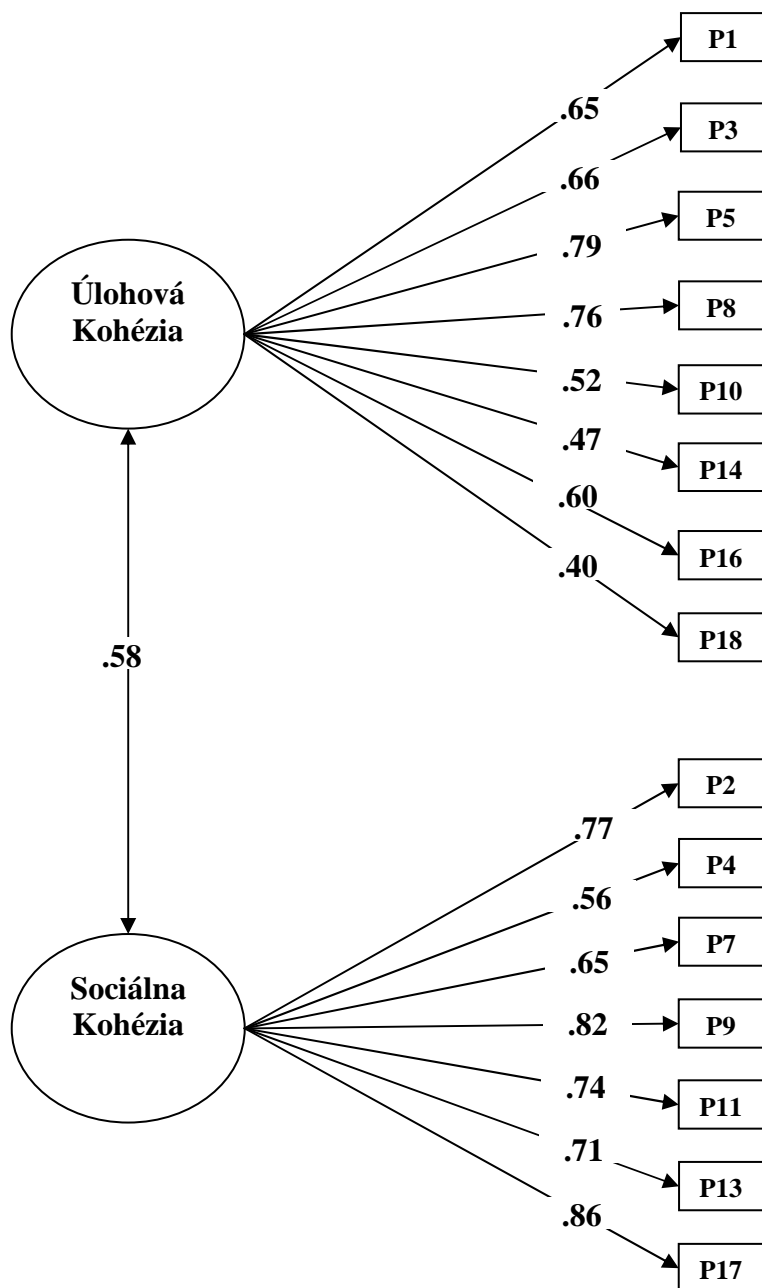 P1
.65
P3
.66
P5
.79
Úlohová
Kohézia
P8
.76
P10
.52
P14
.47
P16
.60
P18
.40
.58
P2
.77
P4
.56
P7
.65
Sociálna
Kohézia
P9
.82
P11
.74
P13
.71
P17
.86